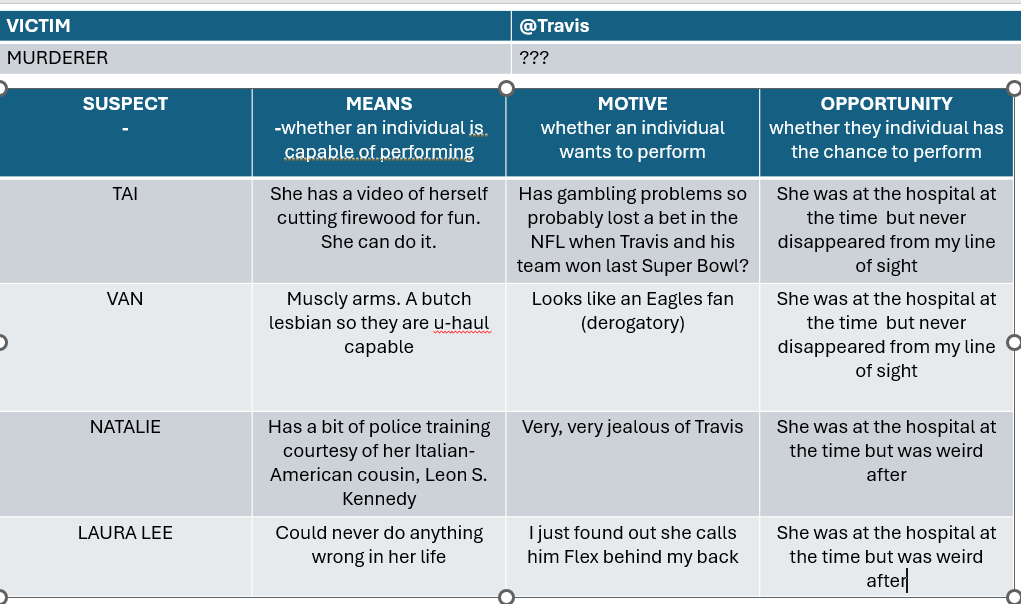 VICTIM
@Travis
MURDERER
???
SUSPECT
-
MEANS
-whether an individual is
capable of performing
MOTIVE
whether an individual
wants to perform
OPPORTUNITY
whether they individual has
the chance to perform
TAI
She has a video of herself
cutting firewood for fun.
She can do it.
Has gambling problems so
probably lost a bet in the
NFL when Travis and his
team won last Super Bowl?
She was at the hospital at
the time  but never
disappeared from my line
of sight
VAN
Muscly arms. A butch
lesbian so they are u-haul
capable
Looks like an Eagles fan
(derogatory)
She was at the hospital at
the time  but never
disappeared from my line
of sight
NATALIE
Has a bit of police training
courtesy of her Italian-
American cousin, Leon S.
Kennedy
Very, very jealous of Travis
She was at the hospital at
the time but was weird
after
LAURA LEE
Could never do anything
wrong in her life
I just found out she calls
him Flex behind my back
She was at the hospital at
the time but was weird
after